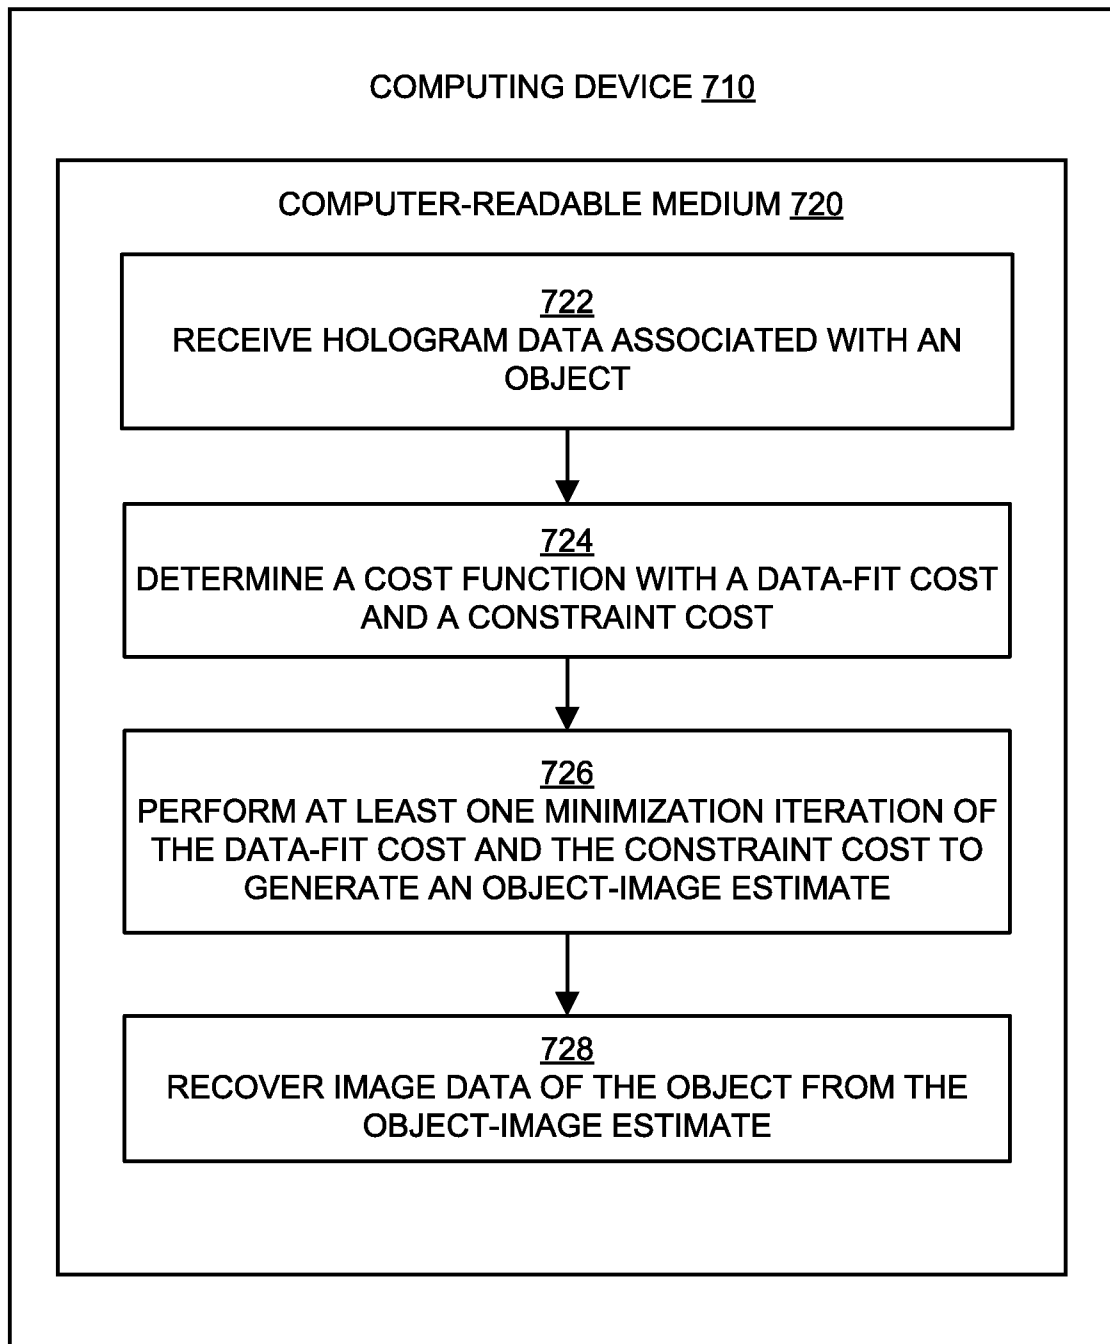 COMPUTING DEVICE 710
COMPUTER-READABLE MEDIUM 720
722
RECEIVE HOLOGRAM DATA ASSOCIATED WITH AN
OBJECT
724
DETERMINE A COST FUNCTION WITH A DATA-FIT COST
AND A CONSTRAINT COST
726
PERFORM AT LEAST ONE MINIMIZATION ITERATION OF
THE DATA-FIT COST AND THE CONSTRAINT COST TO
GENERATE AN OBJECT-IMAGE ESTIMATE
728
RECOVER IMAGE DATA OF THE OBJECT FROM THE
OBJECT-IMAGE ESTIMATE